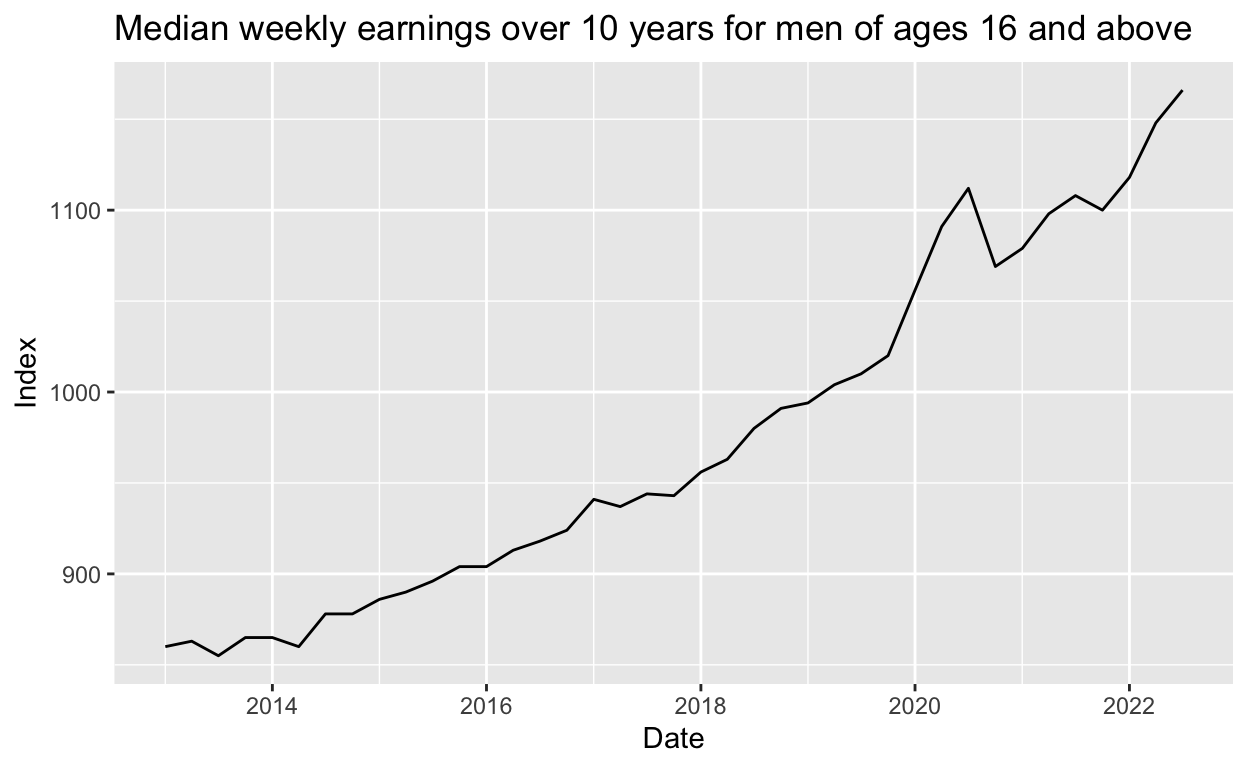 Median weekly earnings over 10 years for men of ages 16 and above
Index
1100
1000
900
2014 2016 2018 2020 2022
Date